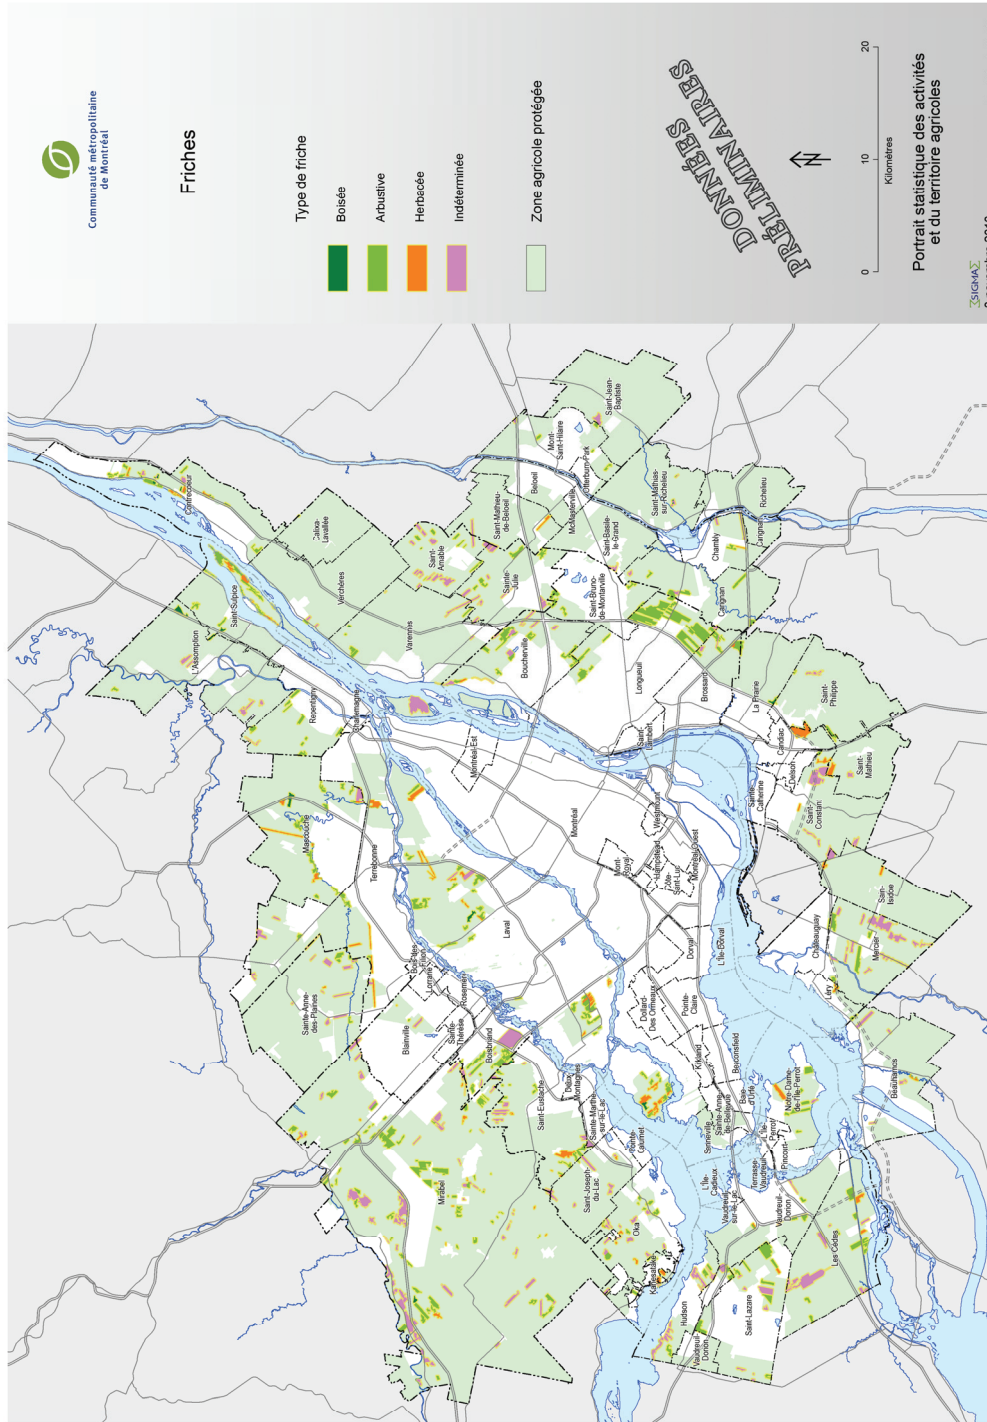 Communauté métropolitaine
de Montréal
Friches
Type de friche
Boisée
Arbustive
Herbacée
Indéterminée
Zone agricole protégée
DONNÉES
PRÉLIMINAIRES
N
0
10
20
Kilomètres
Portrait statistique des activités
et du territoire agricoles
3SIGMA
L'Assomption
Saint-Sulpice
Contrecoeur
Calixa-
Lavallée
Verchères
Repentigny
Charlemagne
Varennes
Saint-
Amable
Saint-Mathieu-
de-Beloeil
Sainte-
Julie
Beloeil
Mont-
Saint-Hilaire
Saint-Jean-
Baptiste
Otterburn-Park
McMasterville
Saint-Basile-
le-Grand
Saint-Mathias-
sur-Richelieu
Saint-Bruno-
de-Montarville
Boucherville
Longueuil
Chambly
Richelieu
Carignan
Carignan
Brossard
Saint-
Lambert
La Prairie
Candiac
Saint-
Philippe
Delson
Saint-
Mathieu
Saint-
Constant
Sainte-
Catherine
Montréal-Est
Montréal
Westmount
Mont-
Royal
Hampstead
Côte-
Saint-Luc
Montréal-Ouest
Mascouche
Terrebonne
Laval
Sainte-Anne-
des-Plaines
Bois-des-
Filion
Lorraine
Rosemère
Blainville
Sainte-
Thérèse
Boisbriand
Saint-Eustache
Deux-
Montagnes
Sainte-Marthe-
sur-le-Lac
Pointe-
Calumet
Saint-Joseph-
du-Lac
Mirabel
Oka
Kanesatake
Dorval
L'Île-Dorval
Dollard-
Des Ormeaux
Pointe-
Claire
Kirkland
Beaconsfield
Baie-
d'Urfé
Sainte-Anne-
de-Bellevue
Senneville
L'Île-
Perrot
Notre-Dame-
de-l'Île-Perrot
Pincourt
Terrasse-
Vaudreuil
L'Île-
Cadieux
Vaudreuil-
sur-le-Lac
Vaudreuil-
Dorion
Les Cèdres
Hudson
Saint-Lazare
Vaudreuil-
Dorion
Châteauguay
Léry
Mercier
Saint-
Isidore
Beauharnois